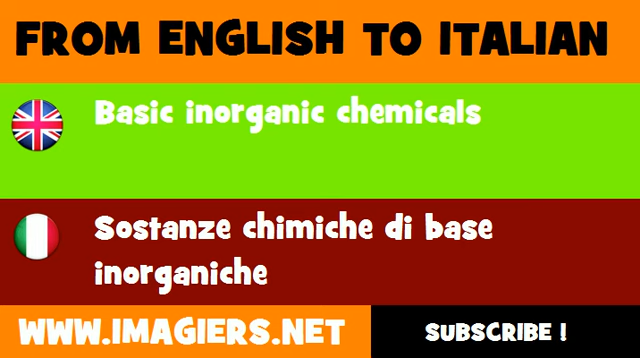 FROM ENGLISH TO ITALIAN
Basic inorganic chemicals
Sostanze chimiche di base
inorganiche
WWW.IMAGIERS.NET
SUBSCRIBE !